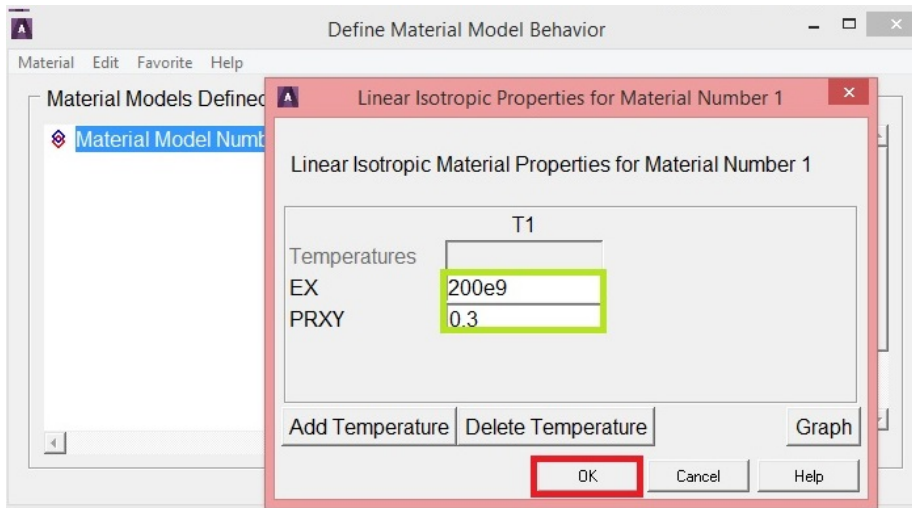 Define Material Model Behavior
Material Edit Favorite Help
Material Models Defined
Material Model Numb
Linear Isotropic Properties for Material Number 1
Linear Isotropic Material Properties for Material Number 1
T1
Temperatures
EX 200e9
PRXY 0.3
Add Temperature Delete Temperature Graph
OK Cancel Help